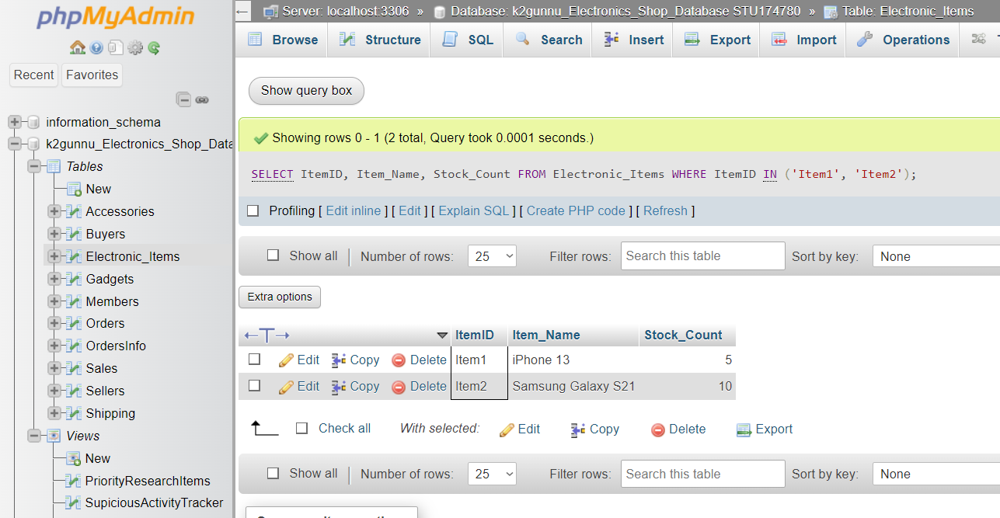 phpMyAdmin
Recent Favorites
information_schema
k2gunnu_Electronics_Shop_Data
Tables
New
Accessories
Buyers
Electronic_Items
Gadgets
Members
Orders
OrdersInfo
Sales
Sellers
Shipping
Views
New
PriorityResearchItems
SupiciousActivityTracker
Server: localhost:3306 » Database: k2gunnu_Electronics_Shop_Database STU174780 » Table: Electronic_Items
Browse Structure SQL Search Insert Export Import Operations
Show query box
Showing rows 0 - 1 (2 total, Query took 0.0001 seconds.)
SELECT ItemID, Item_Name, Stock_Count FROM Electronic_Items WHERE ItemID IN ('Item1', 'Item2');
Profiling [ Edit inline ] [ Edit ] [ Explain SQL ] [ Create PHP code ] [ Refresh ]
Show all | Number of rows: 25 Filter rows: Search this table Sort by key: None
Extra options
←T→ ItemID Item_Name Stock_Count
Edit Copy Delete Item1 iPhone 13 5
Edit Copy Delete Item2 Samsung Galaxy S21 10
Check all With selected: Edit Copy Delete Export
Show all | Number of rows: 25 Filter rows: Search this table Sort by key: None